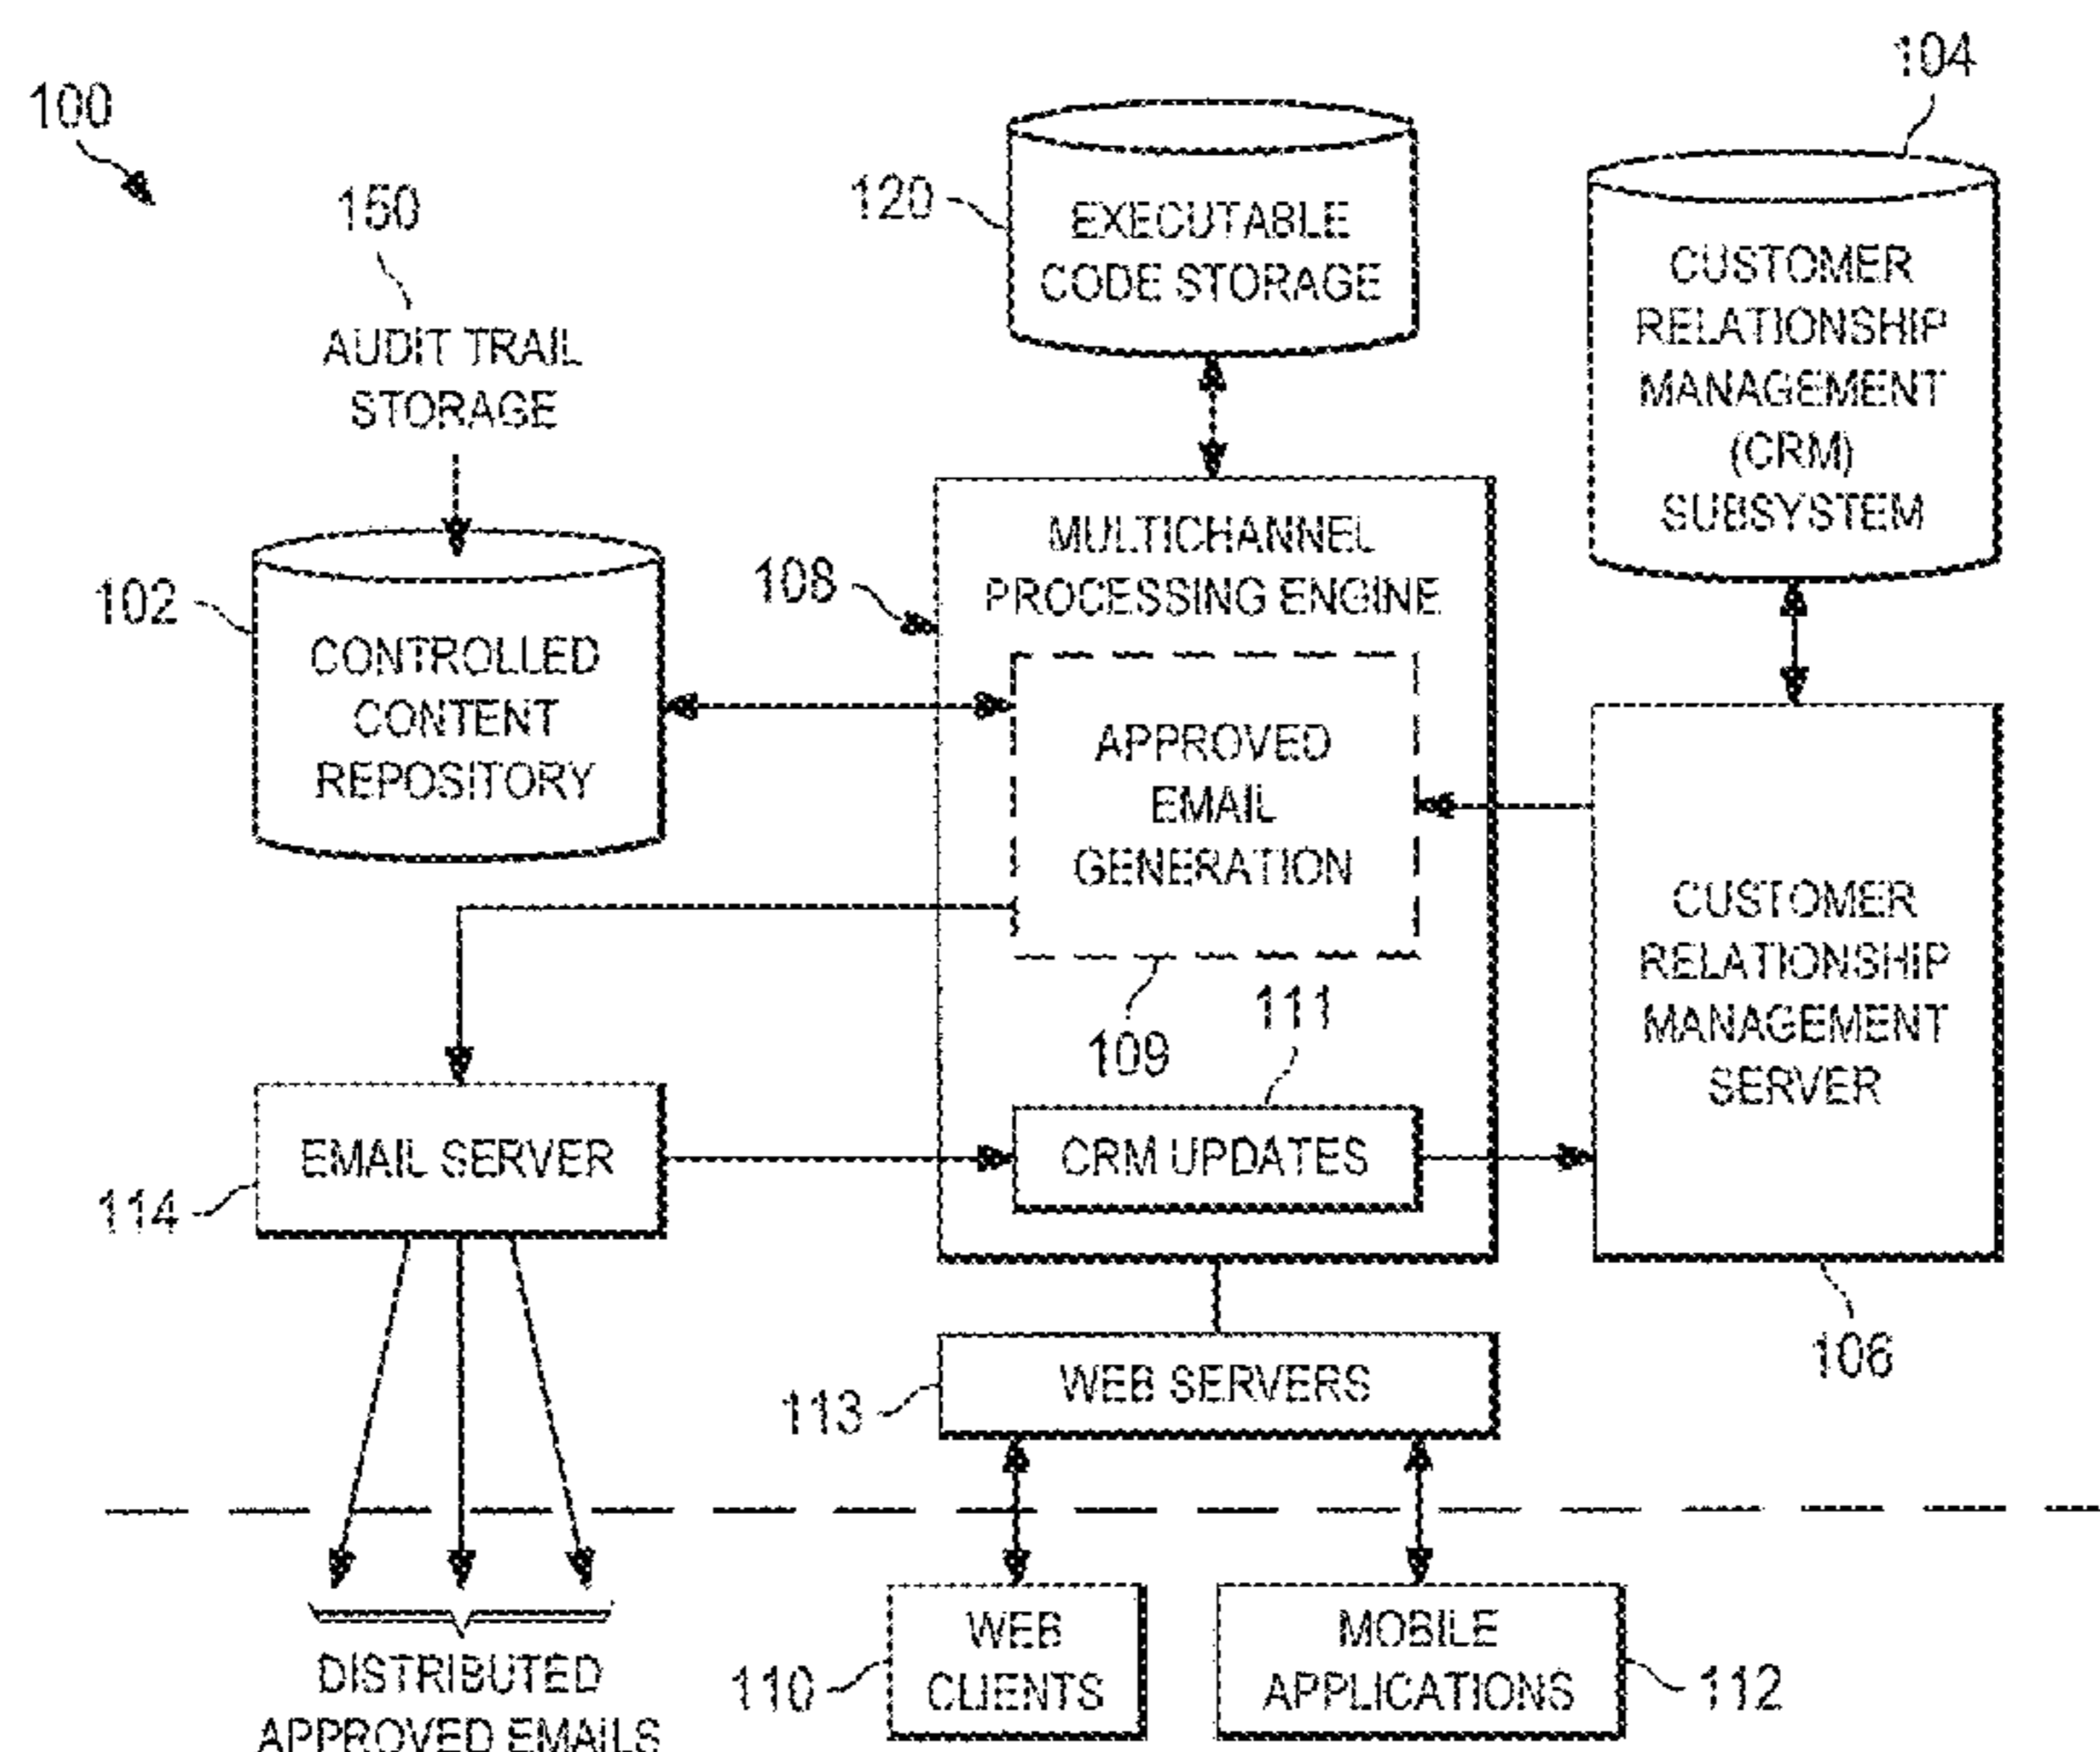 100
150
AUDIT TRAIL
STORAGE
120
EXECUTABLE
CODE STORAGE
104
CUSTOMER
RELATIONSHIP
MANAGEMENT
(CRM)
SUBSYSTEM
102
CONTROLLED
CONTENT
REPOSITORY
108
MULTICHANNEL
PROCESSING ENGINE
APPROVED
EMAIL
GENERATION
109
111
CRM UPDATES
CUSTOMER
RELATIONSHIP
MANAGEMENT
SERVER
106
EMAIL SERVER
114
WEB SERVERS
113
DISTRIBUTED
APPROVED EMAILS
WEB
CLIENTS
110
MOBILE
APPLICATIONS
112